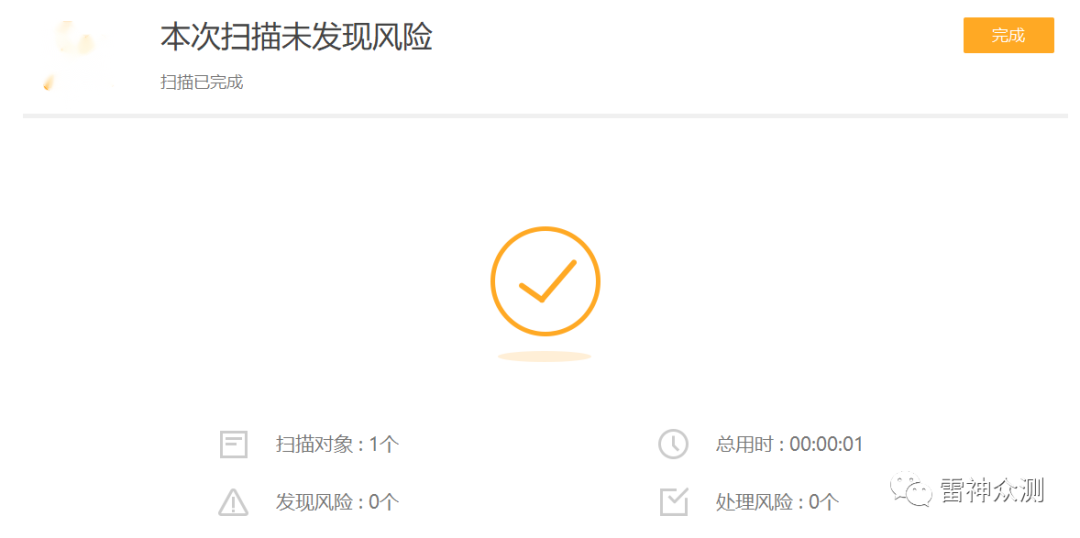 本次扫描未发现风险
完成
扫描已完成
扫描对象 : 1个
总用时 : 00:00:01
发现风险 : 0个
处理风险 : 0个
雷神众测